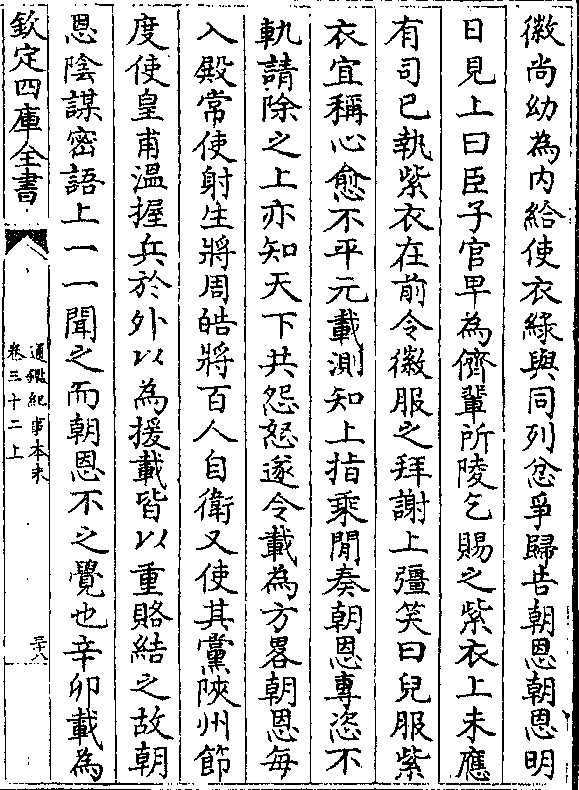 徽尚幼為内給使衣緑與同列忿爭歸告朝恩朝恩明
日見上曰臣子官卑為儕輩所陵乞賜之紫衣上未應
有司已執紫衣在前令徽服之拜謝上彊笑曰兒服紫
衣宜稱心愈不平元載測知上指乗閒奏朝恩專恣不
軌請除之上亦知天下共怨怒遂令載為方畧朝恩每
入殿常使射生將周皓將百人自衛又使其黨陜州節
度使皇甫溫握兵於外以為援載皆以重賂結之故朝
恩陰謀密語上一一聞之而朝恩不之覺也辛卯載為
欽定四庫全書
通鑑紀事本末
卷三十二上
三十八